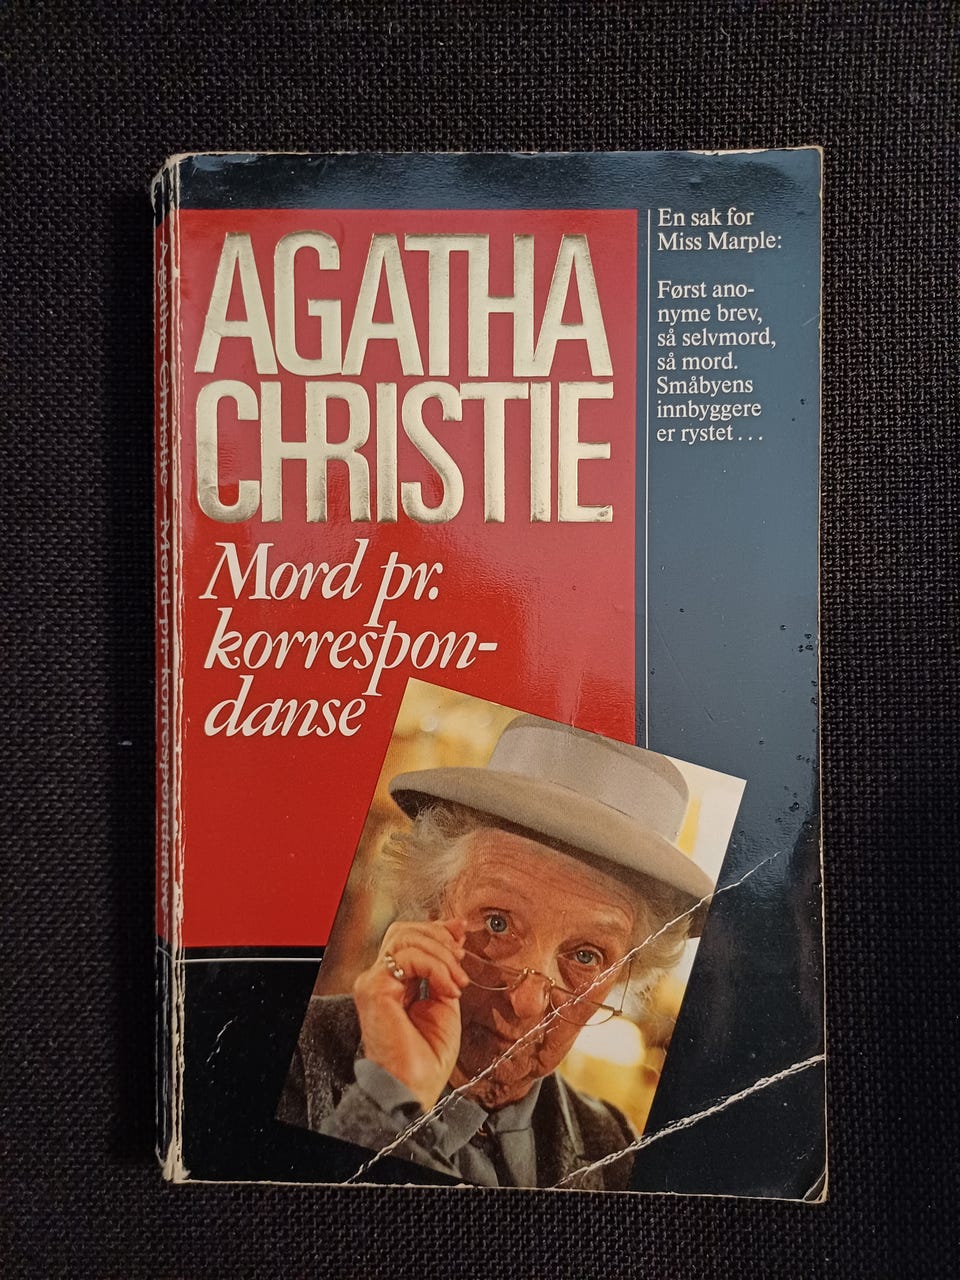 AGATHA
CHRISTIE
Mord pr.
korrespon-
danse
En sak for
Miss Marple:
Først ano-
nyme brev,
så selvmord,
så mord.
Småbyens
innbyggere
er rystet . . .
Agatha Christie – Mord pr. korrespondanse